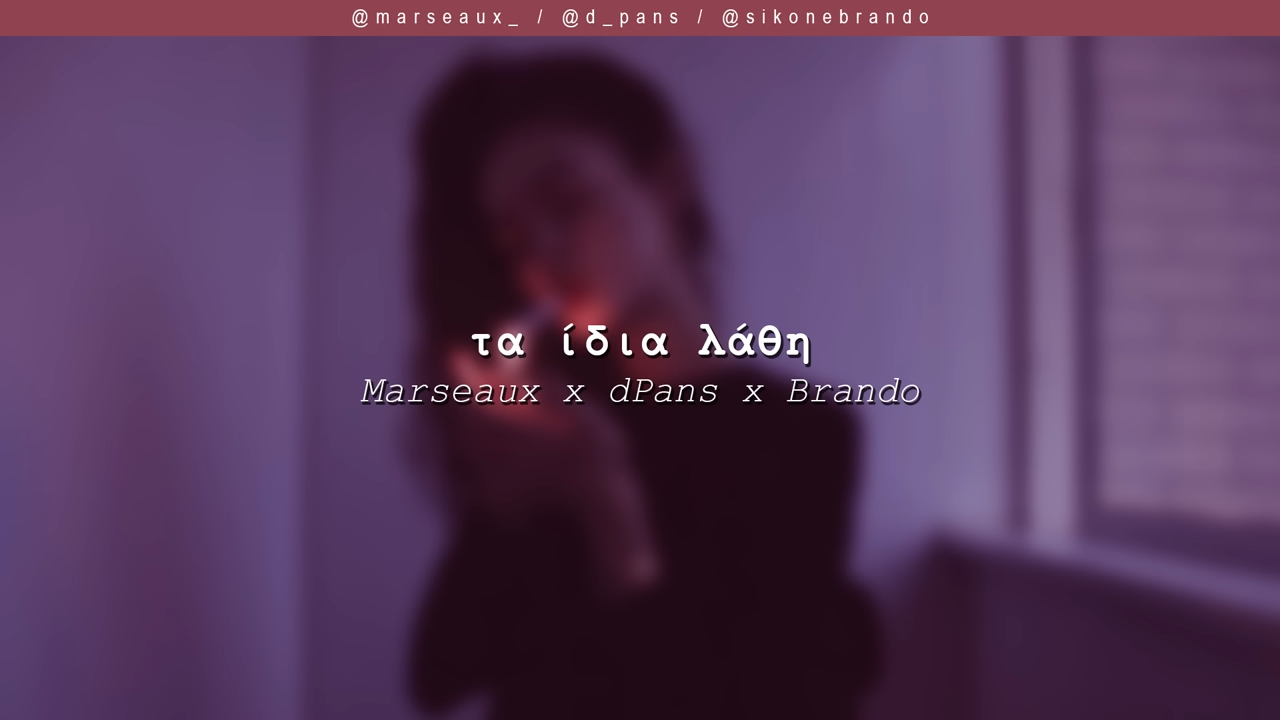 @marseaux_ / @d_pans / @sikonebrando
τα ίδια λάθη
Marseaux x dPans x Brando